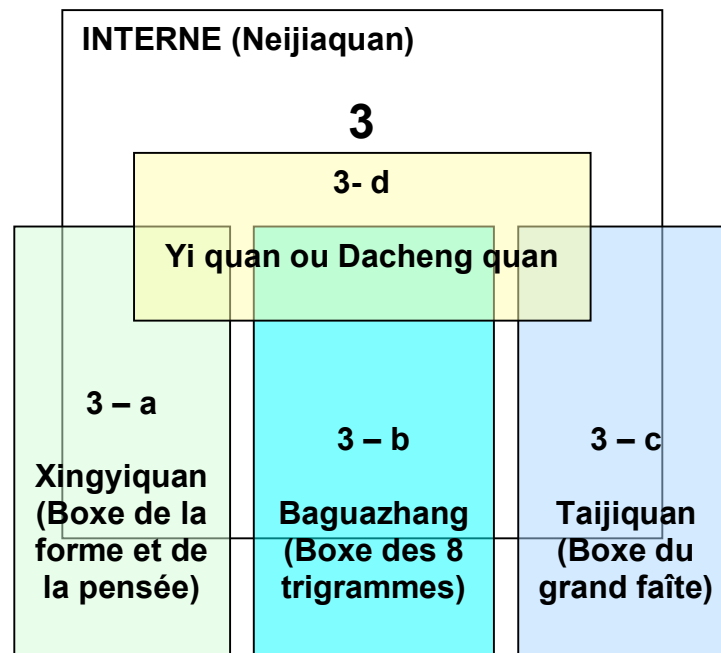 INTERNE (Neijiaquan)
3
3- d
Yi quan ou Dacheng quan
3 – a
Xingyiquan
(Boxe de la
forme et de
la pensée)
3 – b
Baguazhang
(Boxe des 8
trigrammes)
3 – c
Taijiquan
(Boxe du
grand faîte)